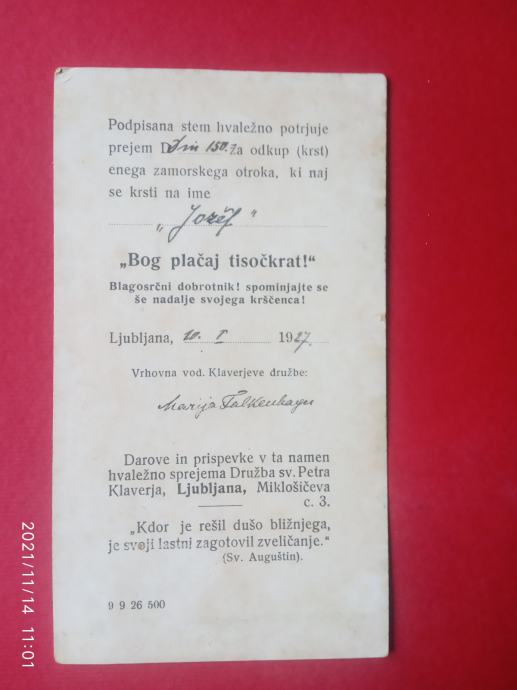 Podpisana stem hvaležno potrjuje
prejem Din 150.- za odkup (krst)
enega zamorskega otroka, ki naj
se krsti na ime
„Jožef“
„Bog plačaj tisočkrat!“
Blagosrčni dobrotnik! spominjajte se
še nadalje svojega krščenca!
Ljubljana, 10. I 1927.
Vrhovna vod. Klaverjeve družbe:
Marija Falkenhayn
Darove in prispevke v ta namen
hvaležno sprejema Družba sv. Petra
Klaverja, Ljubljana, Miklošičeva
c. 3.
„Kdor je rešil dušo bližnjega,
je svoji lastni zagotovil zveličanje.“
(Sv. Auguštin).
9 9 26 500
2021/11/14 11:01